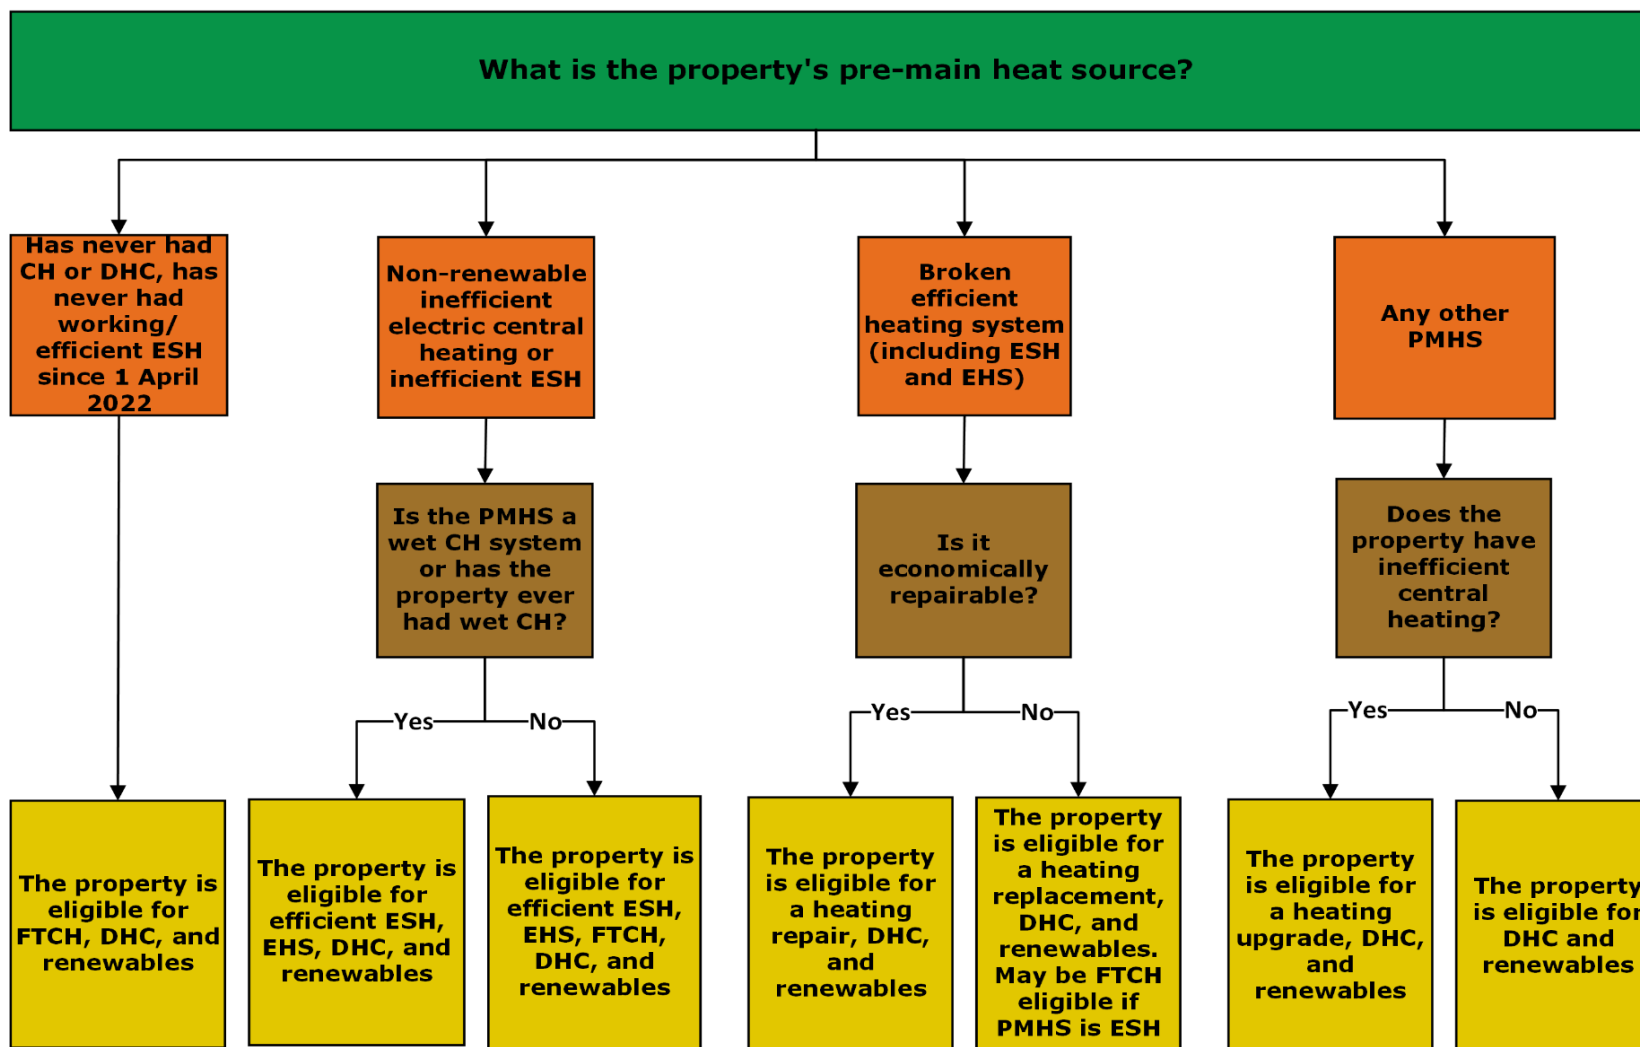 What is the property's pre-main heat source?
Has never had
CH or DHC, has
never had
working/
efficient ESH
since 1 April
2022
Non-renewable
inefficient
electric central
heating or
inefficient ESH
Broken
efficient
heating system
(including ESH
and EHS)
Any other
PMHS
Is the PMHS a
wet CH system
or has the
property ever
had wet CH?
Is it
economically
repairable?
Does the
property have
inefficient
central
heating?
Yes
No
Yes
No
Yes
No
The property is
eligible for
FTCH, DHC, and
renewables
The property is
eligible for
efficient ESH,
EHS, DHC, and
renewables
The property is
eligible for
efficient ESH,
EHS, FTCH,
DHC, and
renewables
The property
is eligible for
a heating
repair, DHC,
and
renewables
The property
is eligible for
a heating
replacement,
DHC, and
renewables.
May be FTCH
eligible if
PMHS is ESH
The property
is eligible for
a heating
upgrade, DHC,
and
renewables
The property
is eligible for
DHC and
renewables